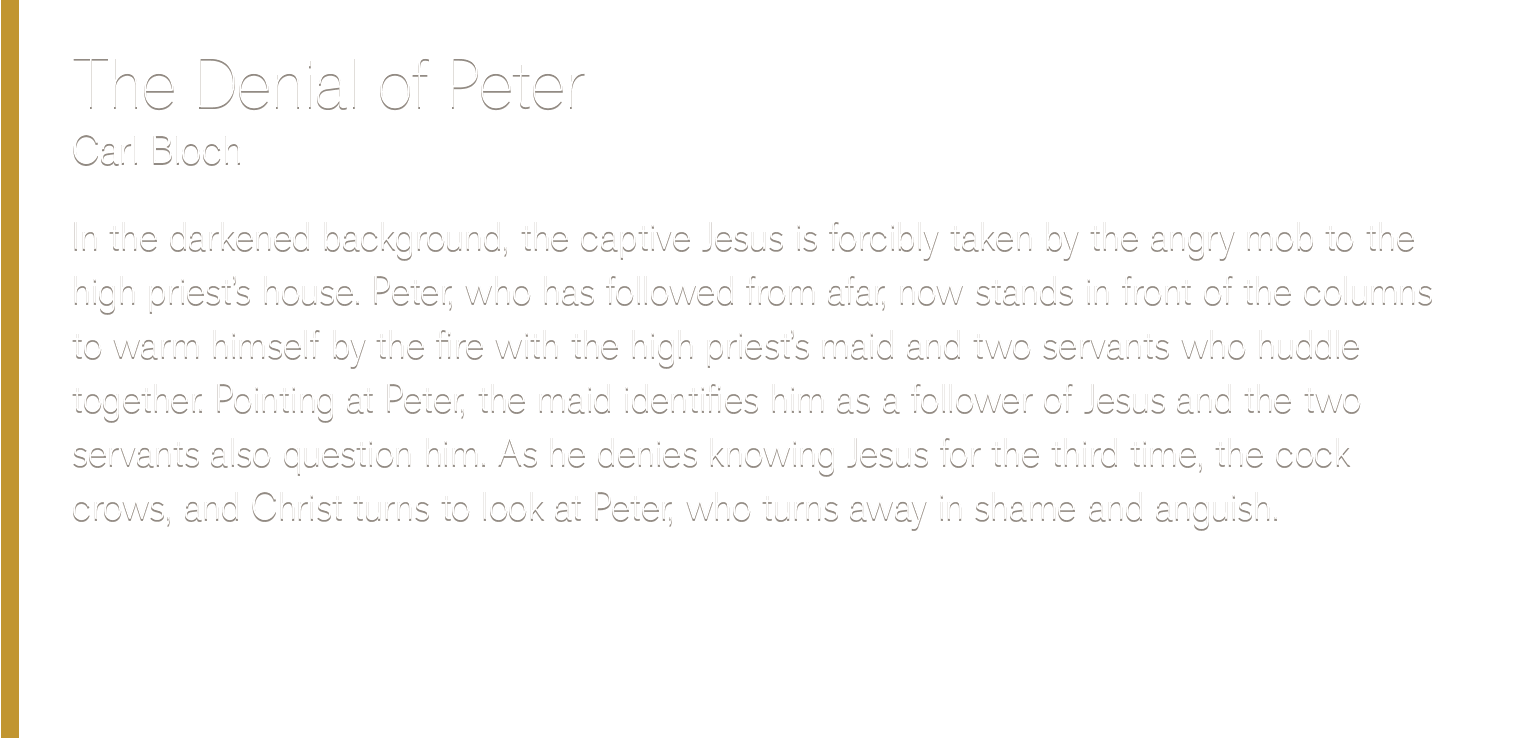 The Denial of Peter
Carl Bloch
In the darkened background, the captive Jesus is forcibly taken by the angry mob to the
high priest’s house. Peter, who has followed from afar, now stands in front of the columns
to warm himself by the fire with the high priest’s maid and two servants who huddle
together. Pointing at Peter, the maid identifies him as a follower of Jesus and the two
servants also question him. As he denies knowing Jesus for the third time, the cock
crows, and Christ turns to look at Peter, who turns away in shame and anguish.